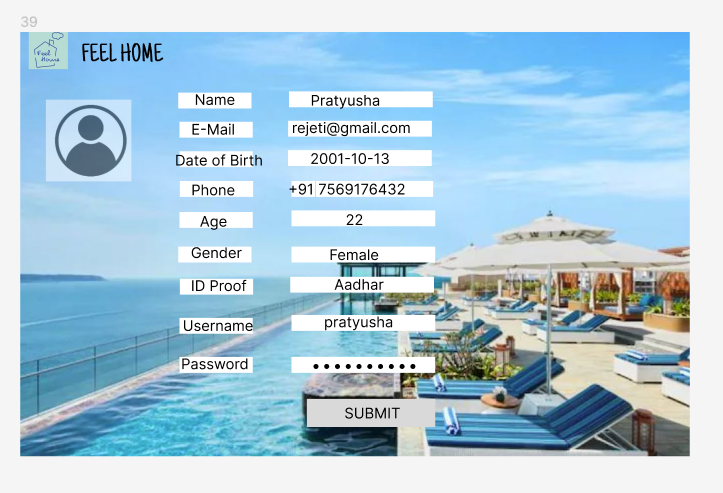 39
Feel
Home
FEEL HOME
Name Pratyusha
E-Mail rejeti@gmail.com
Date of Birth 2001-10-13
Phone +91 7569176432
Age 22
Gender Female
ID Proof Aadhar
Username pratyusha
Password ••••••••••
SUBMIT